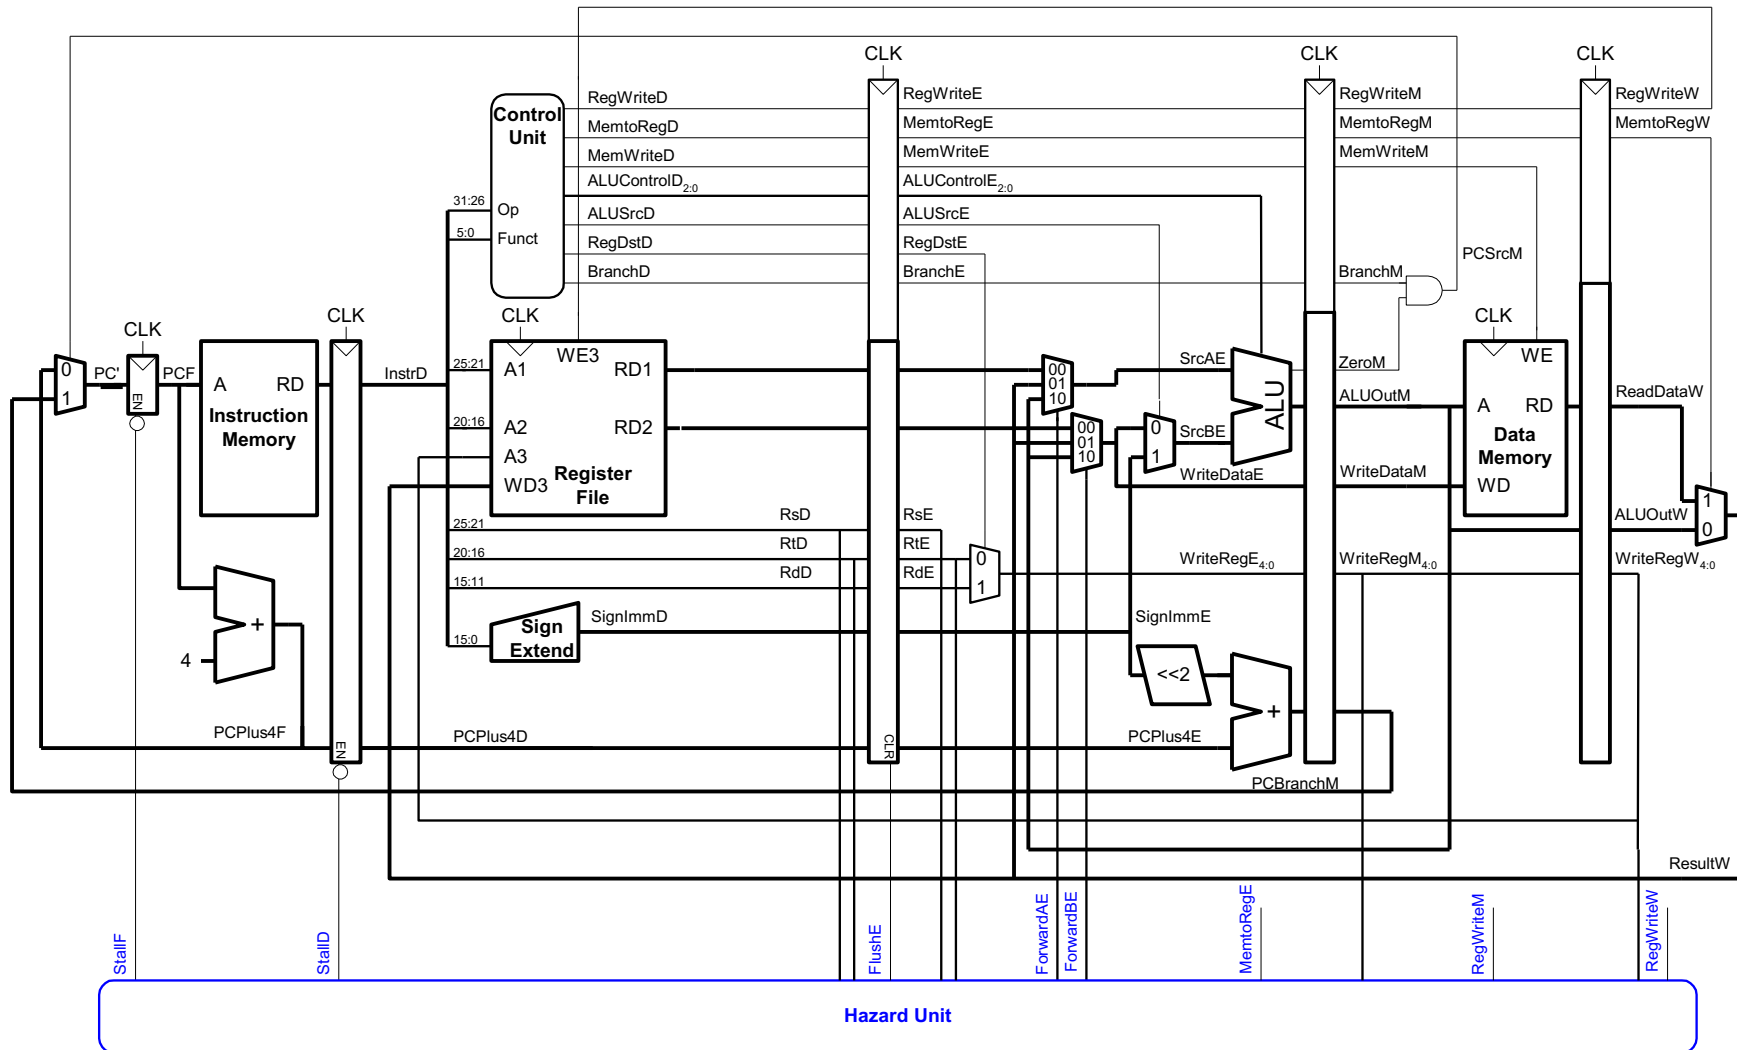 CLK CLK CLK
RegWriteD RegWriteE RegWriteM RegWriteW
Control
Unit
MemtoRegD MemtoRegE MemtoRegM MemtoRegW
MemWriteD MemWriteE MemWriteM
ALUControlD2:0 ALUControlE2:0
31:26 Op ALUSrcD ALUSrcE
5:0 Funct RegDstD RegDstE
PCSrcM
BranchD BranchE BranchM
CLK CLK CLK CLK
WE3 WE
0 PC' PCF A RD InstrD 25:21 A1 RD1 00 SrcAE ZeroM
1 EN 01 ALU ALUOutM A RD ReadDataW
10
Instruction
Memory
20:16 A2 RD2 00 0 SrcBE Data
A3 01 1 Memory
10
WD3 Register
File
WriteDataE WriteDataM WD
1
25:21 RsD RsE ALUOutW 0
20:16 RtD RtE 0 WriteRegE4:0 WriteRegM4:0 WriteRegW4:0
15:11 RdD RdE 1
+ Sign
Extend
SignImmD SignImmE
15:0
4 <<2
+
PCPlus4F EN PCPlus4D CLR PCPlus4E
PCBranchM
ResultW
StallF StallD FlushE ForwardAE ForwardBE MemtoRegE RegWriteM RegWriteW
Hazard Unit